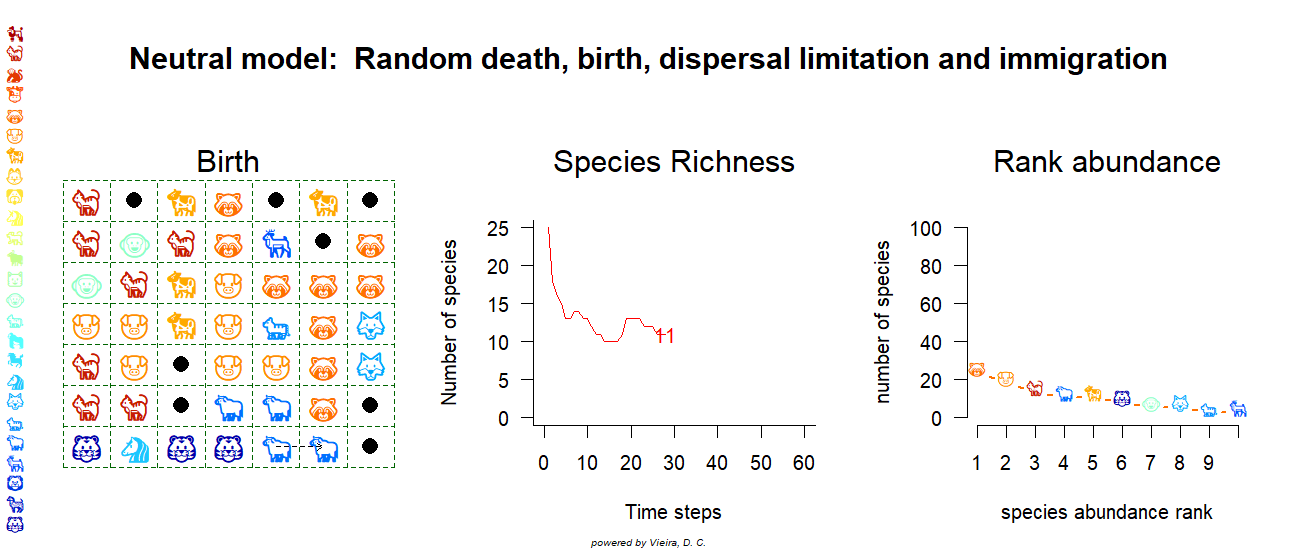 Neutral model:  Random death, birth, dispersal limitation and immigration
Birth
Species Richness
Rank abundance
Number of species
25
20
15
10
5
0
11
0 10 20 30 40 50 60
Time steps
number of species
100
80
60
40
20
0
1 2 3 4 5 6 7 8 9
species abundance rank
powered by Vieira, D. C.